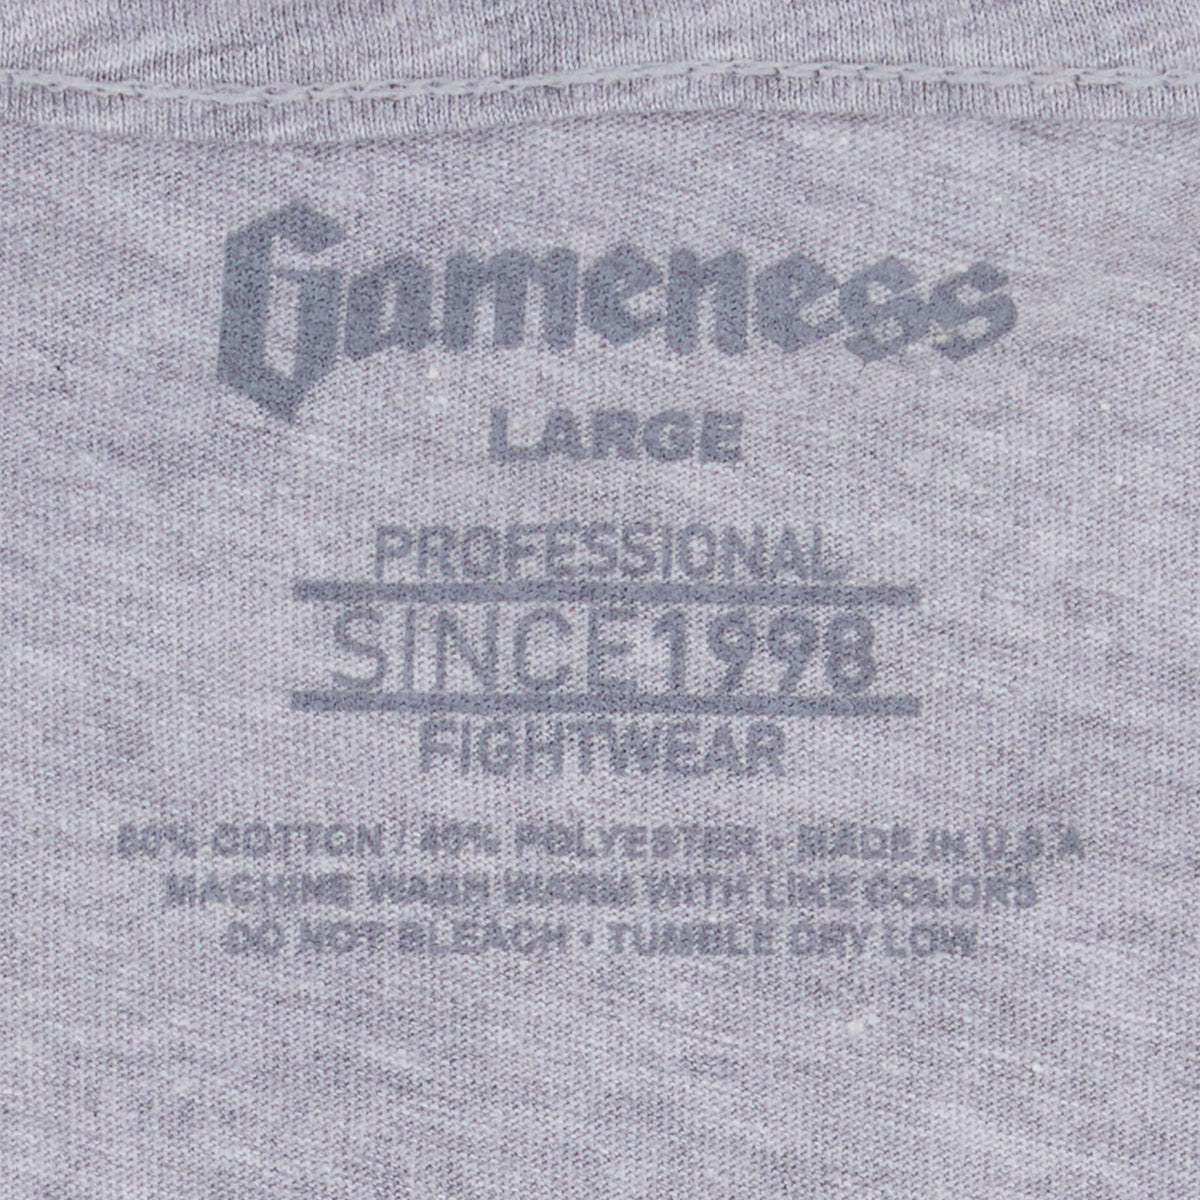 Gameness
LARGE
PROFESSIONAL
SINCE1998
FIGHTWEAR
60% COTTON / 40% POLYESTER • MADE IN U.S.A
MACHINE WASH WARM WITH LIKE COLORS
DO NOT BLEACH • TUMBLE DRY LOW